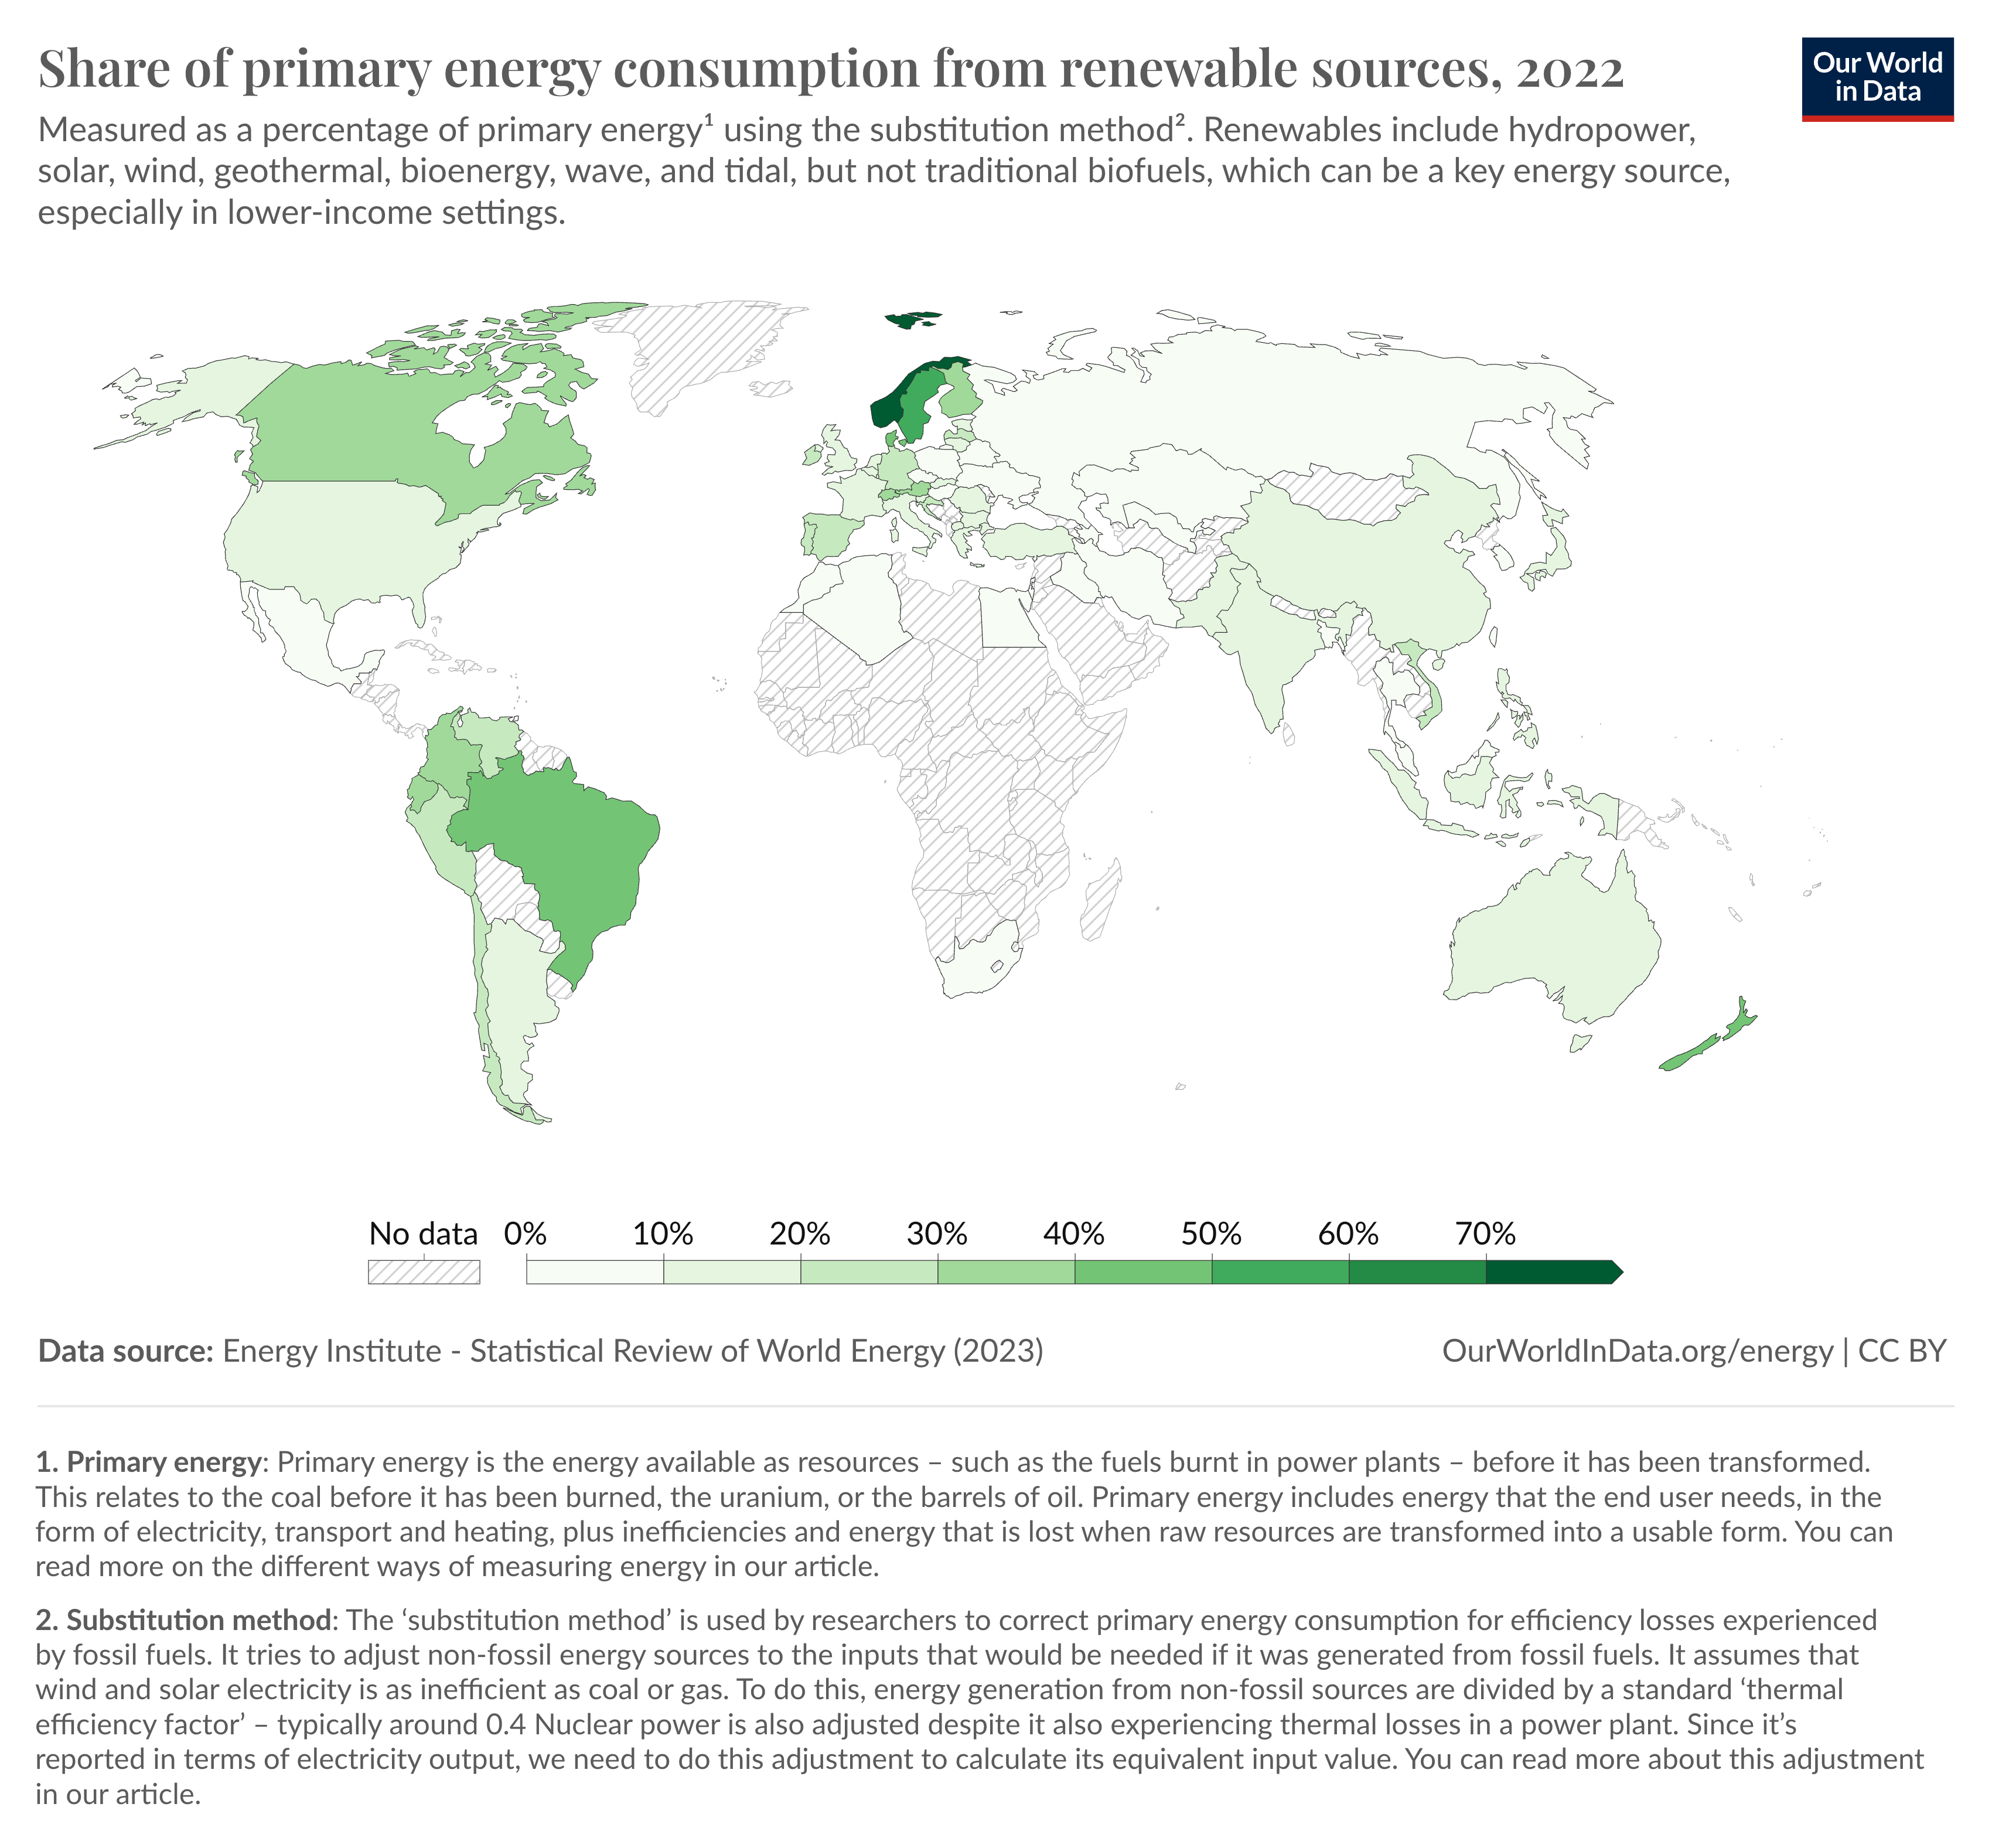 Share of primary energy consumption from renewable sources, 2022
Our World
in Data
Measured as a percentage of primary energy¹ using the substitution method². Renewables include hydropower,
solar, wind, geothermal, bioenergy, wave, and tidal, but not traditional biofuels, which can be a key energy source,
especially in lower-income settings.
No data 0% 10% 20% 30% 40% 50% 60% 70%
Data source: Energy Institute - Statistical Review of World Energy (2023)
OurWorldInData.org/energy | CC BY
1. Primary energy: Primary energy is the energy available as resources – such as the fuels burnt in power plants – before it has been transformed.
This relates to the coal before it has been burned, the uranium, or the barrels of oil. Primary energy includes energy that the end user needs, in the
form of electricity, transport and heating, plus inefficiencies and energy that is lost when raw resources are transformed into a usable form. You can
read more on the different ways of measuring energy in our article.
2. Substitution method: The ‘substitution method’ is used by researchers to correct primary energy consumption for efficiency losses experienced
by fossil fuels. It tries to adjust non-fossil energy sources to the inputs that would be needed if it was generated from fossil fuels. It assumes that
wind and solar electricity is as inefficient as coal or gas. To do this, energy generation from non-fossil sources are divided by a standard ‘thermal
efficiency factor’ – typically around 0.4 Nuclear power is also adjusted despite it also experiencing thermal losses in a power plant. Since it’s
reported in terms of electricity output, we need to do this adjustment to calculate its equivalent input value. You can read more about this adjustment
in our article.